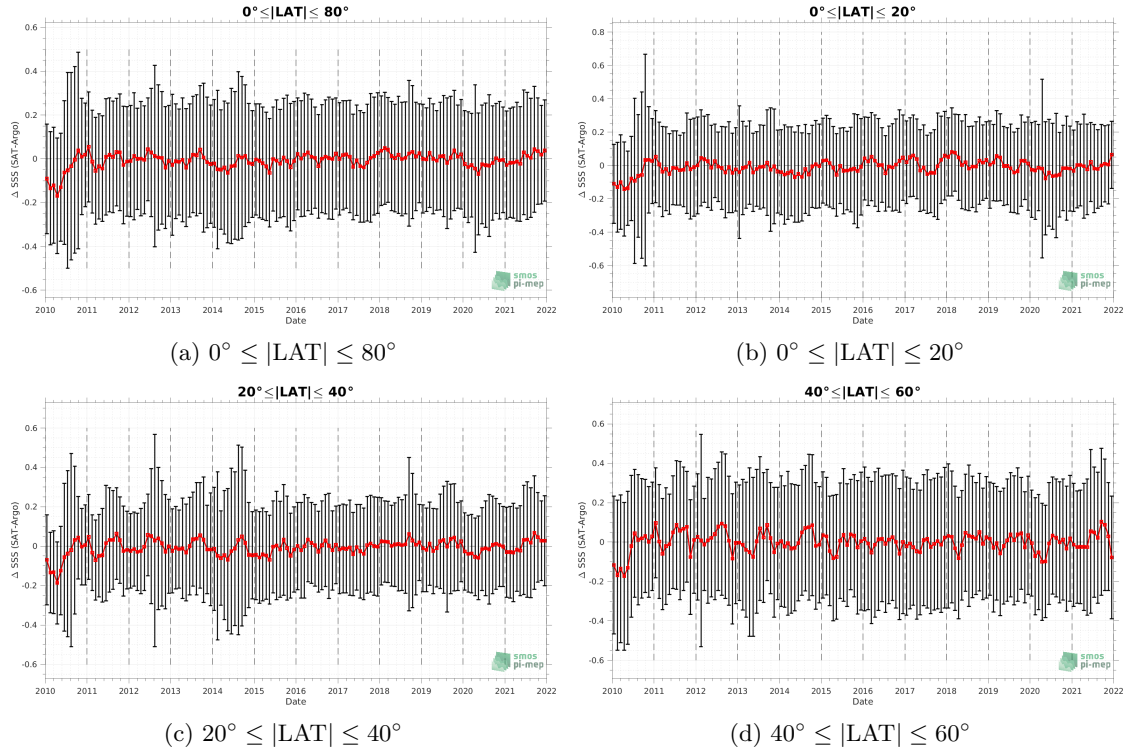 0°≤|LAT|≤ 80°
0.6
0.4
0.2
0
-0.2
-0.4
-0.6
Δ SSS (SAT-Argo)
2010 2011 2012 2013 2014 2015 2016 2017 2018 2019 2020 2021 2022
Date
smos
pi-mep
(a) 0° ≤ |LAT| ≤ 80°
0°≤|LAT|≤ 20°
0.8
0.6
0.4
0.2
0
-0.2
-0.4
-0.6
Δ SSS (SAT-Argo)
2010 2011 2012 2013 2014 2015 2016 2017 2018 2019 2020 2021 2022
Date
smos
pi-mep
(b) 0° ≤ |LAT| ≤ 20°
20°≤|LAT|≤ 40°
0.6
0.4
0.2
0
-0.2
-0.4
-0.6
Δ SSS (SAT-Argo)
2010 2011 2012 2013 2014 2015 2016 2017 2018 2019 2020 2021 2022
Date
smos
pi-mep
(c) 20° ≤ |LAT| ≤ 40°
40°≤|LAT|≤ 60°
0.6
0.4
0.2
0
-0.2
-0.4
-0.6
Δ SSS (SAT-Argo)
2010 2011 2012 2013 2014 2015 2016 2017 2018 2019 2020 2021 2022
Date
smos
pi-mep
(d) 40° ≤ |LAT| ≤ 60°